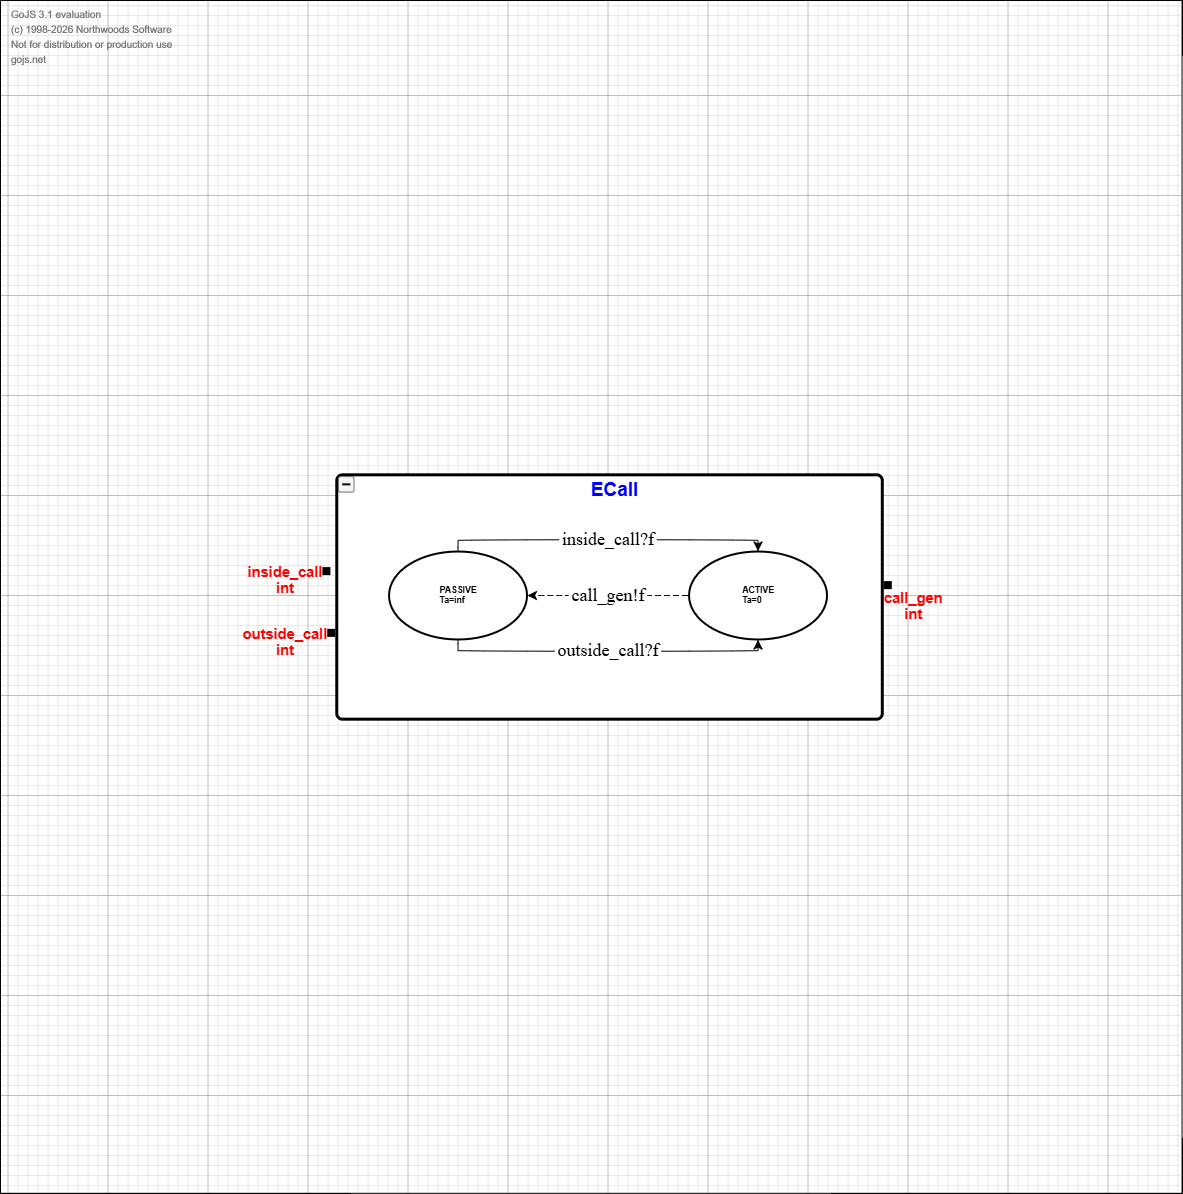 GoJS 3.1 evaluation
(c) 1998-2026 Northwoods Software
Not for distribution or production use
gojs.net
ECall
inside_call?f
inside_call
int
PASSIVE
Ta=inf
call_gen!f
ACTIVE
Ta=0
call_gen
int
outside_call
int
outside_call?f